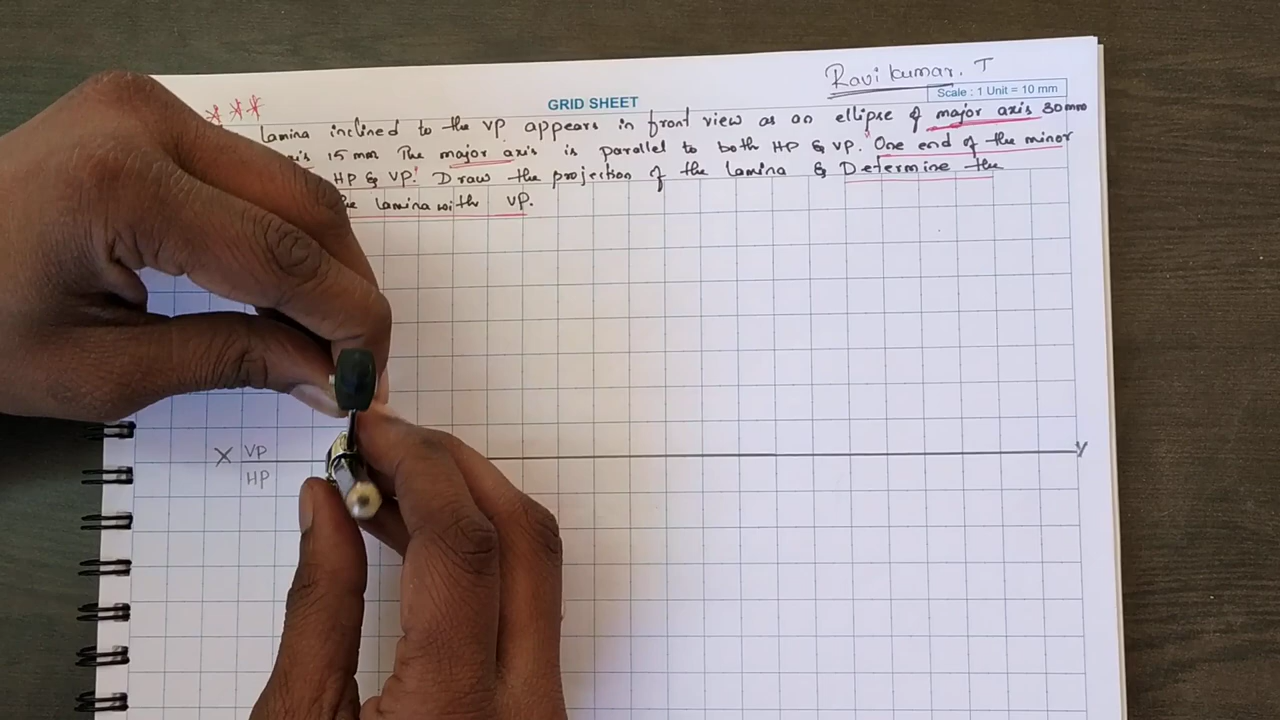 Ravi kumar. T
GRID SHEET
Scale : 1 Unit = 10 mm
lamina inclined to the VP appears in front view as an ellipse of major axis 30mm
15 mm The major axis is parallel to both HP & VP. One end of the minor
HP & VP. Draw the projection of the lamina & Determine the
the lamina with VP.
X VP Y
HP